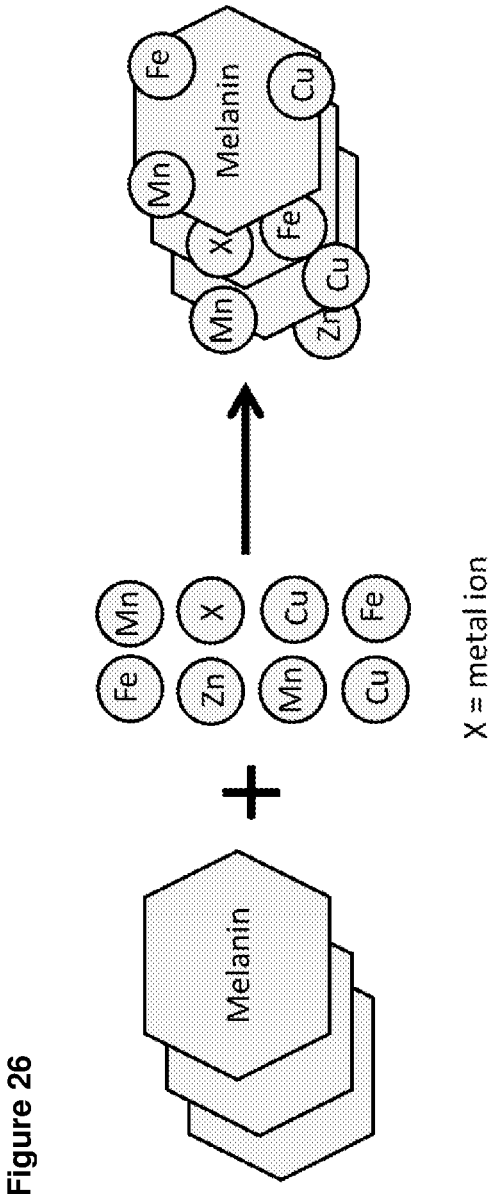 Figure 26
Melanin
+
Fe Mn
Zn X
Mn Cu
Cu Fe
X = metal ion
Mn Fe
Mn X Melanin
Fe Cu
Zn Cu